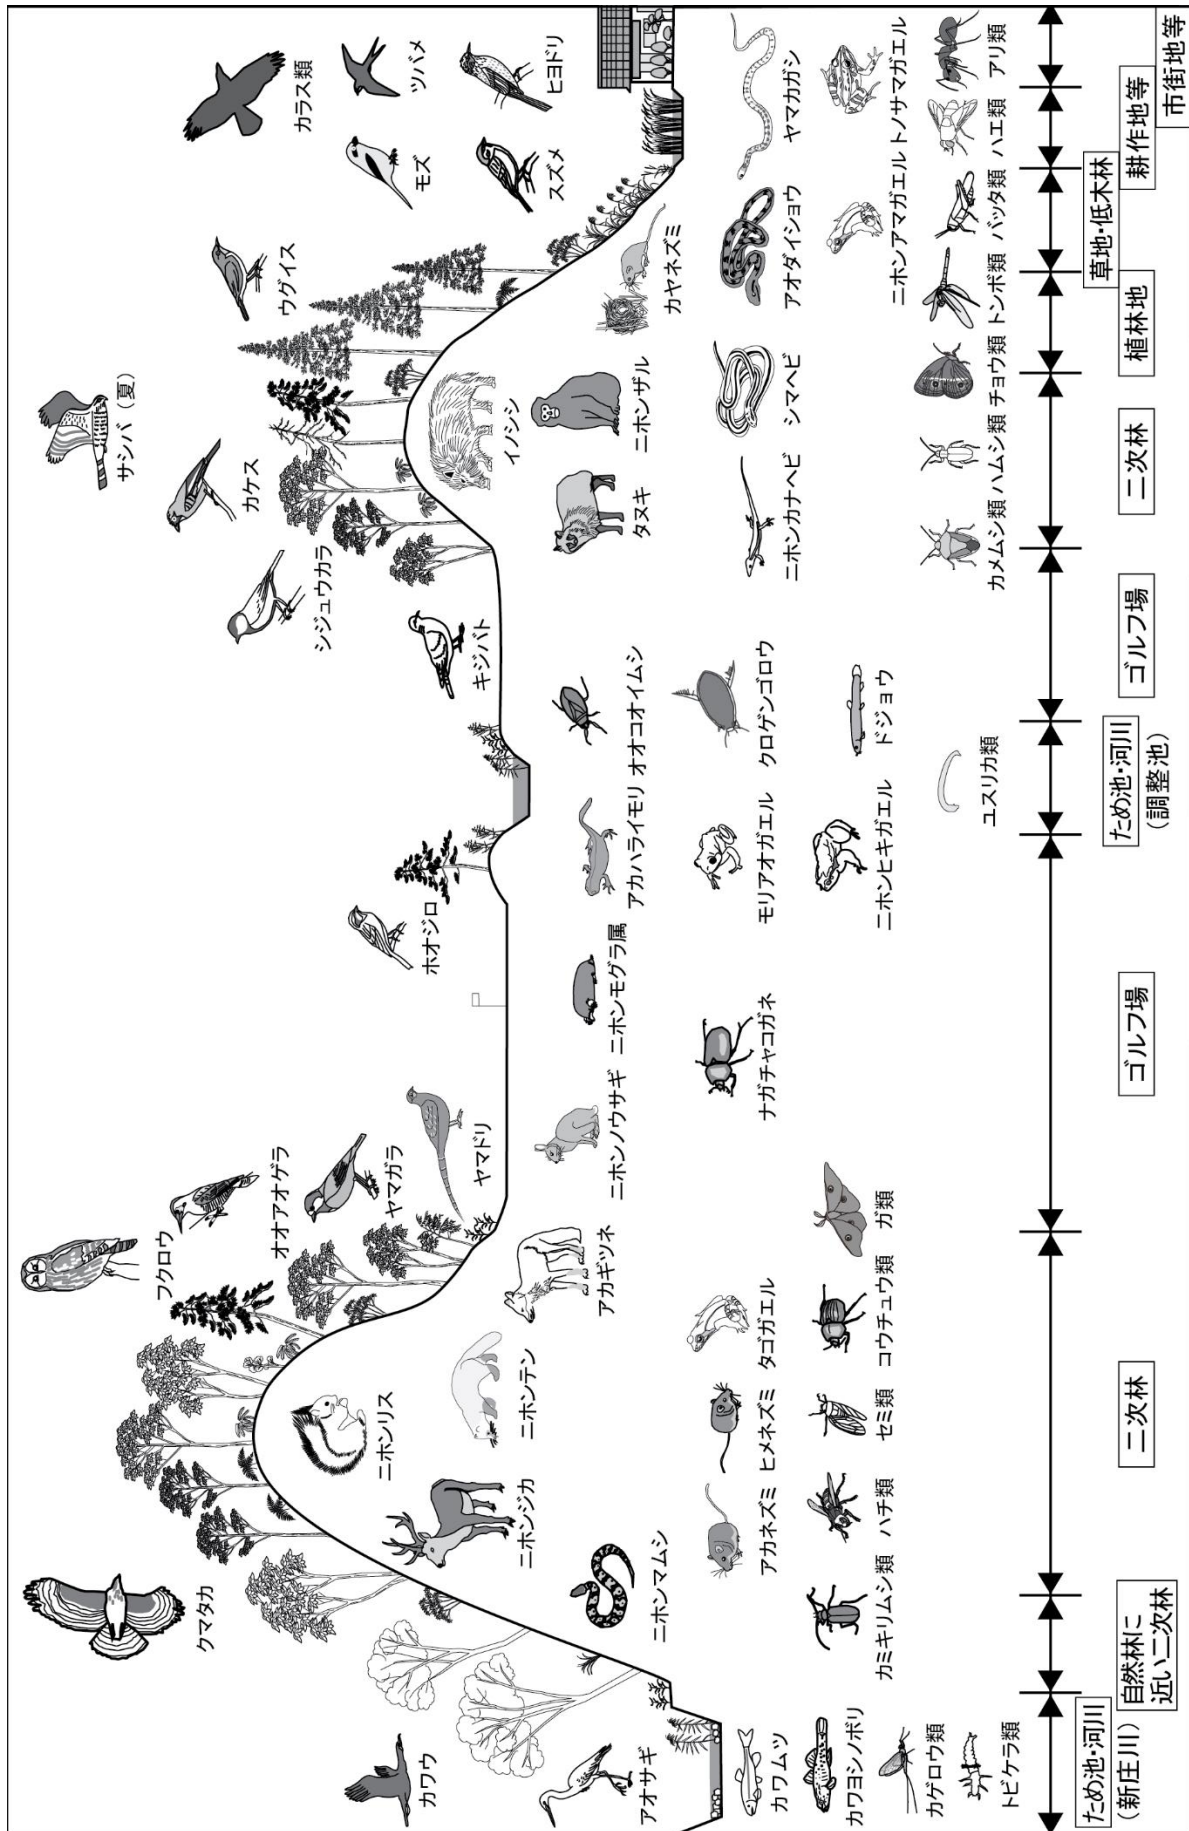 サシバ（夏）
フクロウ
クマタカ
カケス
オオアオゲラ
カラス類
ウグイス
シジュウカラ
ヤマガラ
ニホンリス
カワウ
ホオジロ
モズ
ツバメ
ヤマドリ
キジバト
イノシシ
ニホンジカ
ニホンテン
スズメ
ヒヨドリ
アカギツネ
アオサギ
ニホンマムシ
ニホンノウサギ
ニホンモグラ属
アカハライモリ
オオコオイムシ
タヌキ
ニホンザル
カヤネズミ
カワムツ
アカネズミ
ヒメネズミ
タゴガエル
ナガチャコガネ
モリアオガエル
クロゲンゴロウ
ニホンカナヘビ
シマヘビ
アオダイショウ
ヤマカガシ
カワヨシノボリ
カミキリムシ類
ハチ類
セミ類
コウチュウ類
ガ類
ニホンヒキガエル
ドジョウ
ニホンアマガエル
トノサマガエル
カゲロウ類
トビケラ類
ユスリカ類
カメムシ類
ハムシ類
チョウ類
トンボ類
バッタ類
ハエ類
アリ類
ため池・河川
（新庄川）
自然林に
近い二次林
二次林
ゴルフ場
ため池・河川
（調整池）
ゴルフ場
二次林
植林地
草地・低木林
耕作地等
市街地等